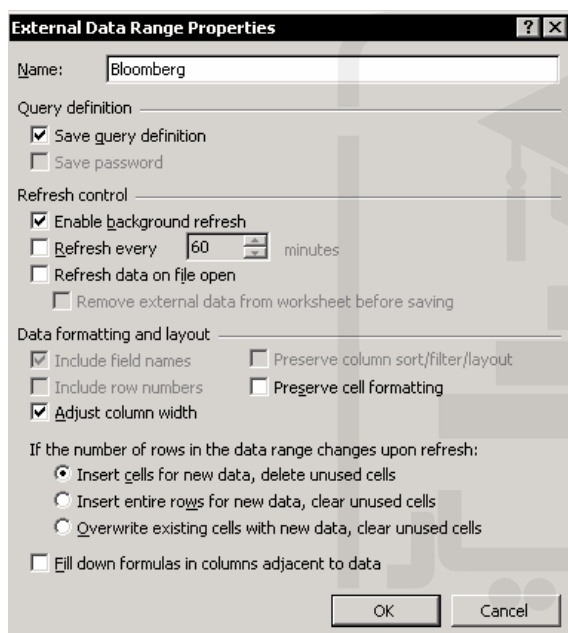 External Data Range Properties
Name: Bloomberg
Query definition
Save query definition
Save password
Refresh control
Enable background refresh
Refresh every 60 minutes
Refresh data on file open
Remove external data from worksheet before saving
Data formatting and layout
Include field names Preserve column sort/filter/layout
Include row numbers Preserve cell formatting
Adjust column width
If the number of rows in the data range changes upon refresh:
Insert cells for new data, delete unused cells
Insert entire rows for new data, clear unused cells
Overwrite existing cells with new data, clear unused cells
Fill down formulas in columns adjacent to data
OK Cancel